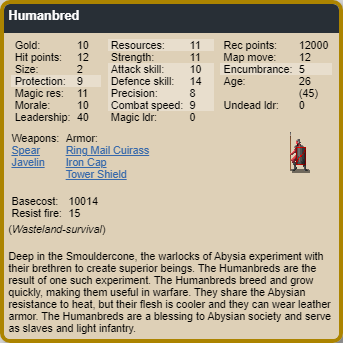 Humanbred
Gold: 10 Resources: 11 Rec points: 12000
Hit points: 12 Strength: 11 Map move: 12
Size: 2 Attack skill: 10 Encumbrance: 5
Protection: 9 Defence skill: 14 Age: 26
Magic res: 11 Precision: 8 (45)
Morale: 10 Combat speed: 9 Undead ldr: 0
Leadership: 40 Magic ldr: 0
Weapons: Armor:
Spear Ring Mail Cuirass
Javelin Iron Cap
Tower Shield
Basecost: 10014
Resist fire: 15
(Wasteland-survival)
Deep in the Smouldercone, the warlocks of Abysia experiment with
their brethren to create superior beings. The Humanbreds are the
result of one such experiment. The Humanbreds breed and grow
quickly, making them useful in warfare. They share the Abysian
resistance to heat, but their flesh is cooler and they can wear leather
armor. The Humanbreds are a blessing to Abysian society and serve
as slaves and light infantry.